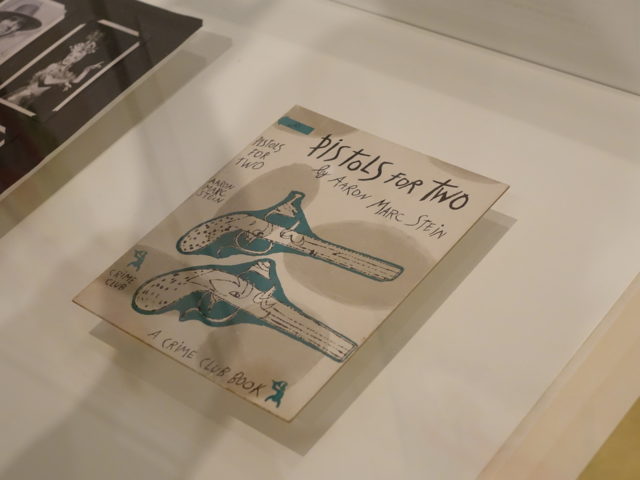 PISTOLS
FOR
TWO
AARON
MARC
STEIN
CRIME
CLUB
PISTOLS FOR TWO
by AARON MARC STEIN
A CRIME CLUB BOOK